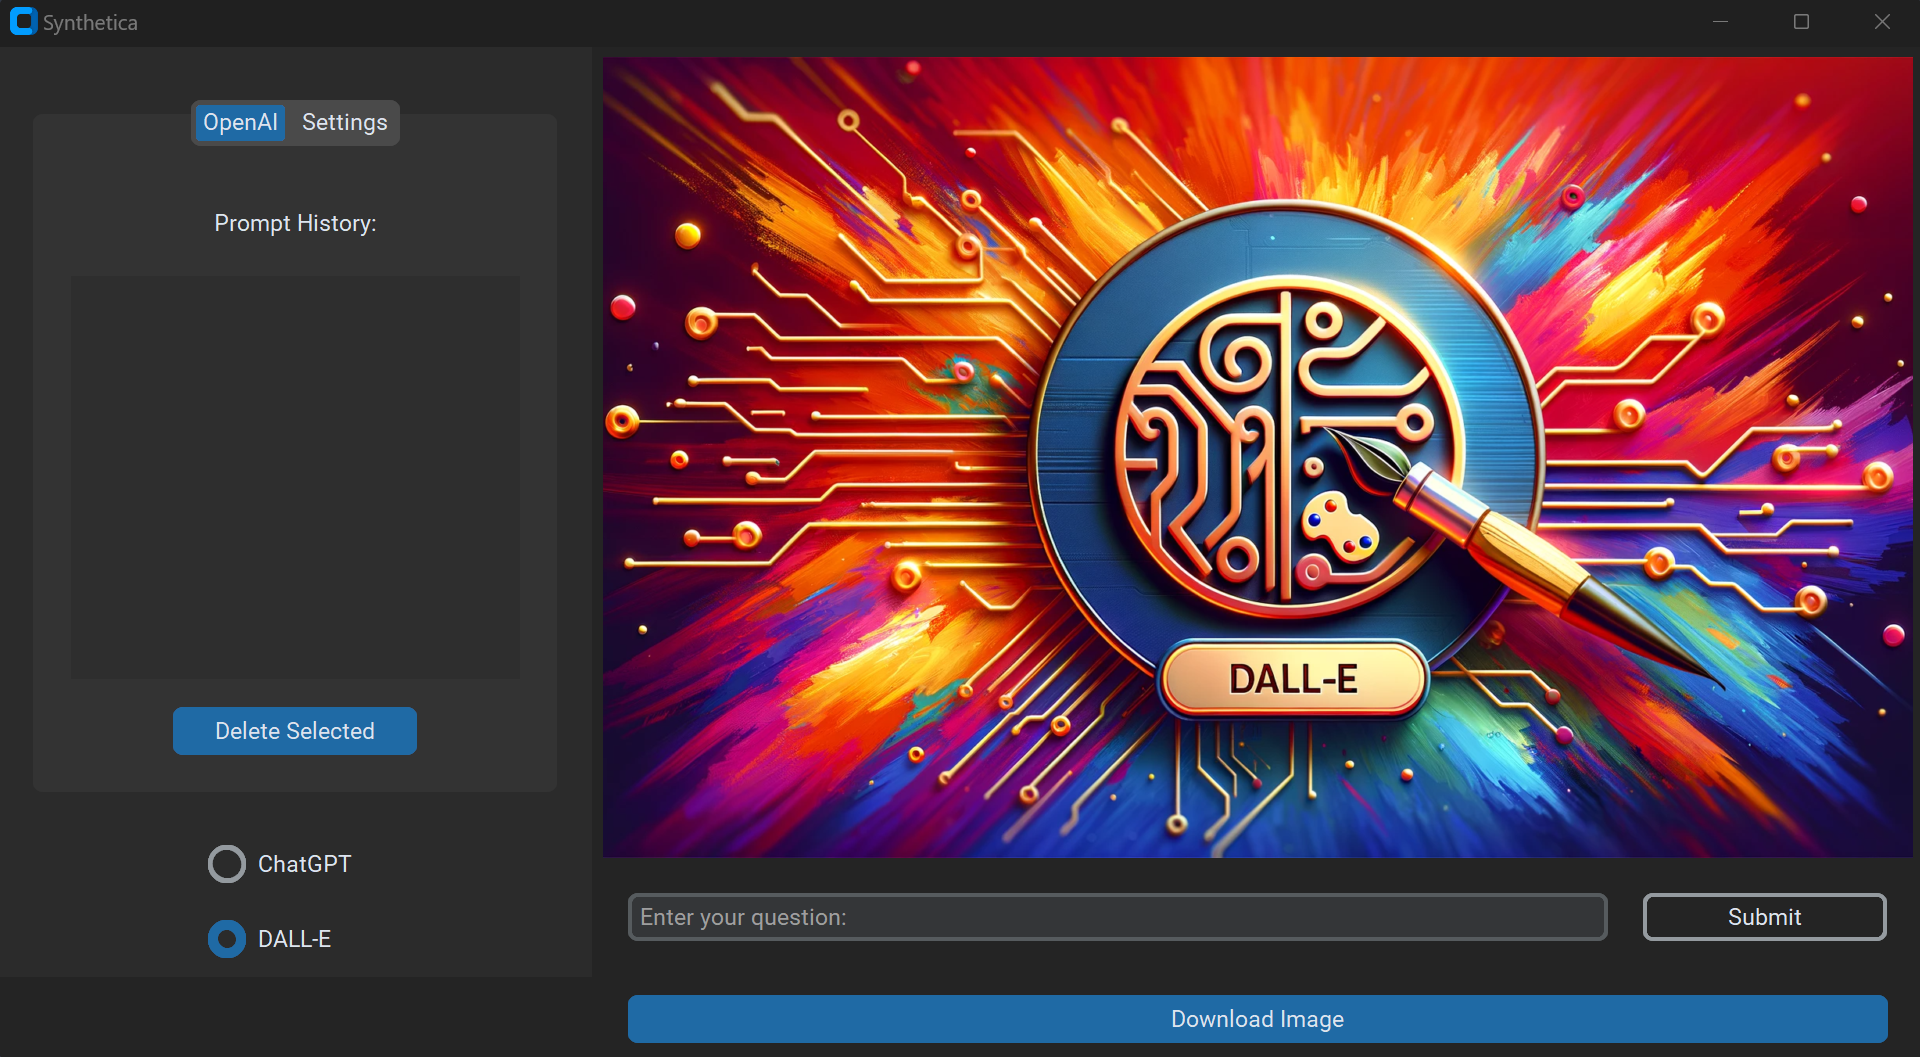 Synthetica
OpenAI Settings
Prompt History:
Delete Selected
ChatGPT
DALL-E
DALL-E
Enter your question:
Submit
Download Image